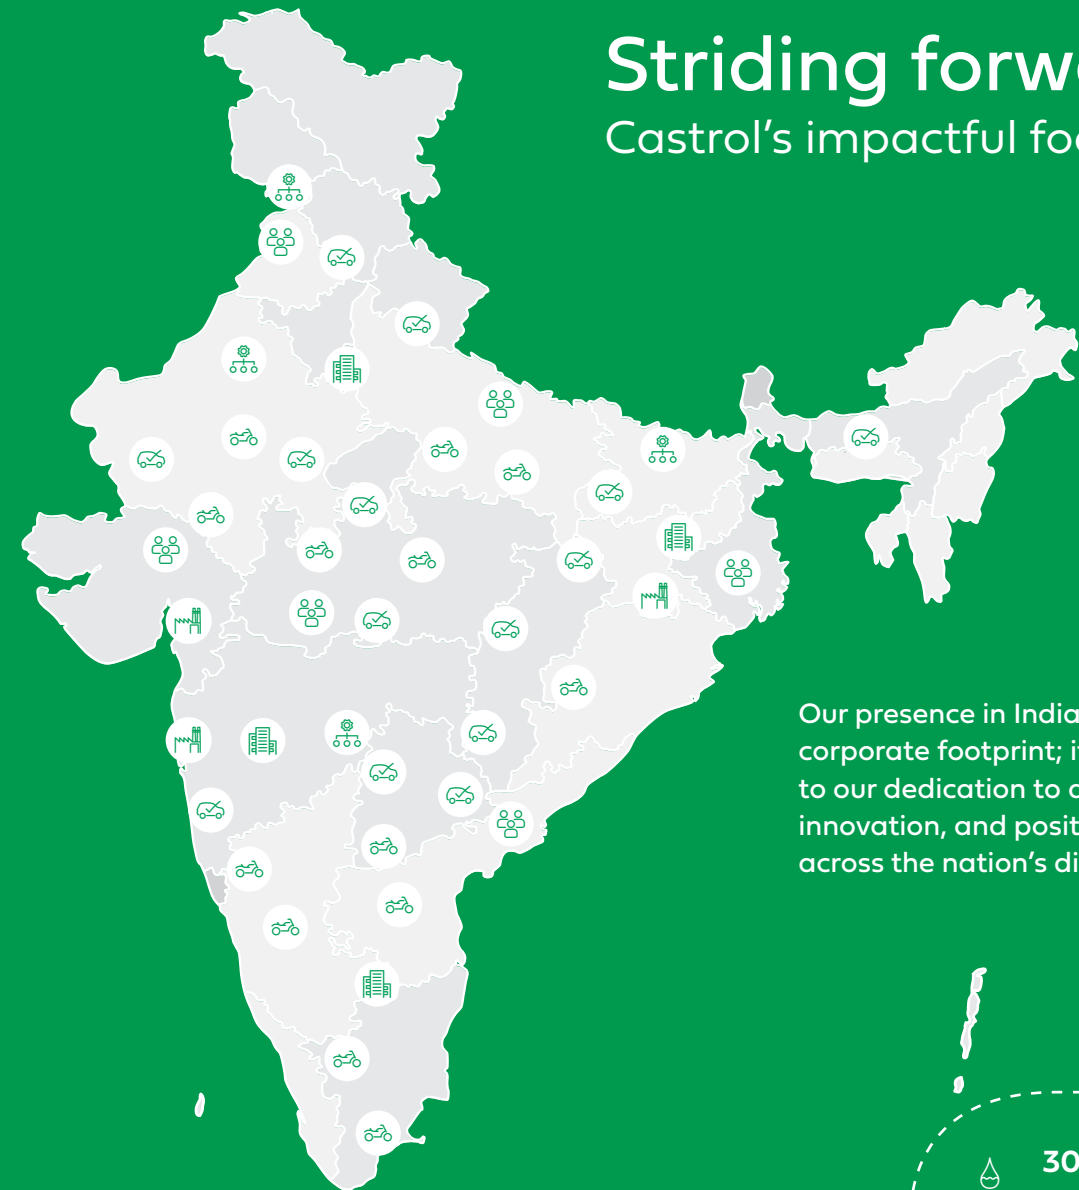 Striding forw
Castrol's impactful foo
Our presence in India
corporate footprint; i
to our dedication to
innovation, and posit
across the nation's di
30